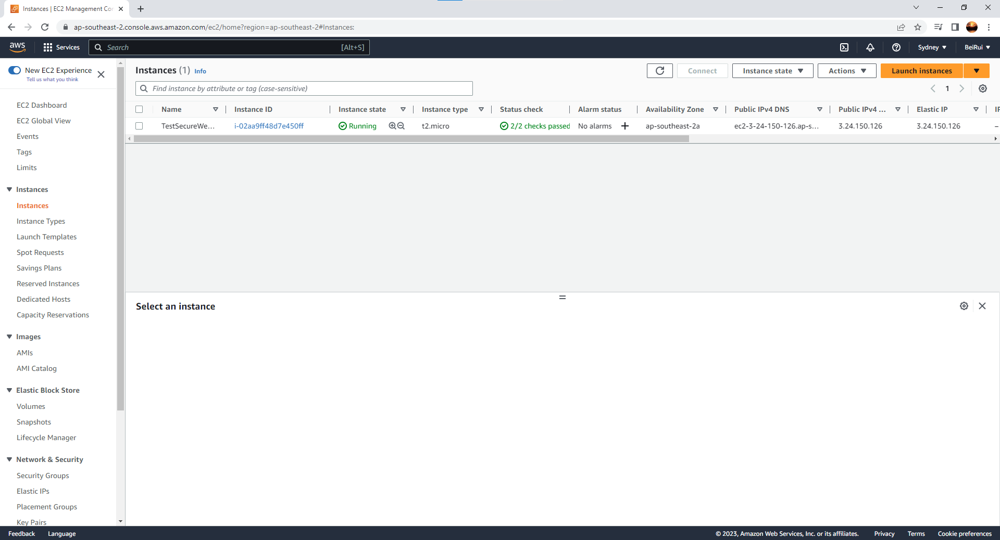 Instances | EC2 Management Con
ap-southeast-2.console.aws.amazon.com/ec2/home?region=ap-southeast-2#Instances:
aws Services Search [Alt+S] Sydney BeiRui
New EC2 Experience
Tell us what you think
EC2 Dashboard
EC2 Global View
Events
Tags
Limits
Instances
Instances
Instance Types
Launch Templates
Spot Requests
Savings Plans
Reserved Instances
Dedicated Hosts
Capacity Reservations
Images
AMIs
AMI Catalog
Elastic Block Store
Volumes
Snapshots
Lifecycle Manager
Network & Security
Security Groups
Elastic IPs
Placement Groups
Key Pairs
Instances (1) Info Connect Instance state Actions Launch instances
Find instance by attribute or tag (case-sensitive) 1
Name Instance ID Instance state Instance type Status check Alarm status Availability Zone Public IPv4 DNS Public IPv4 ... Elastic IP
TestSecureWe... i-02aa9ff48d7e450ff Running t2.micro 2/2 checks passed No alarms + ap-southeast-2a ec2-3-24-150-126.ap-s... 3.24.150.126 3.24.150.126 –
Select an instance
Feedback Language © 2023, Amazon Web Services, Inc. or its affiliates. Privacy Terms Cookie preferences